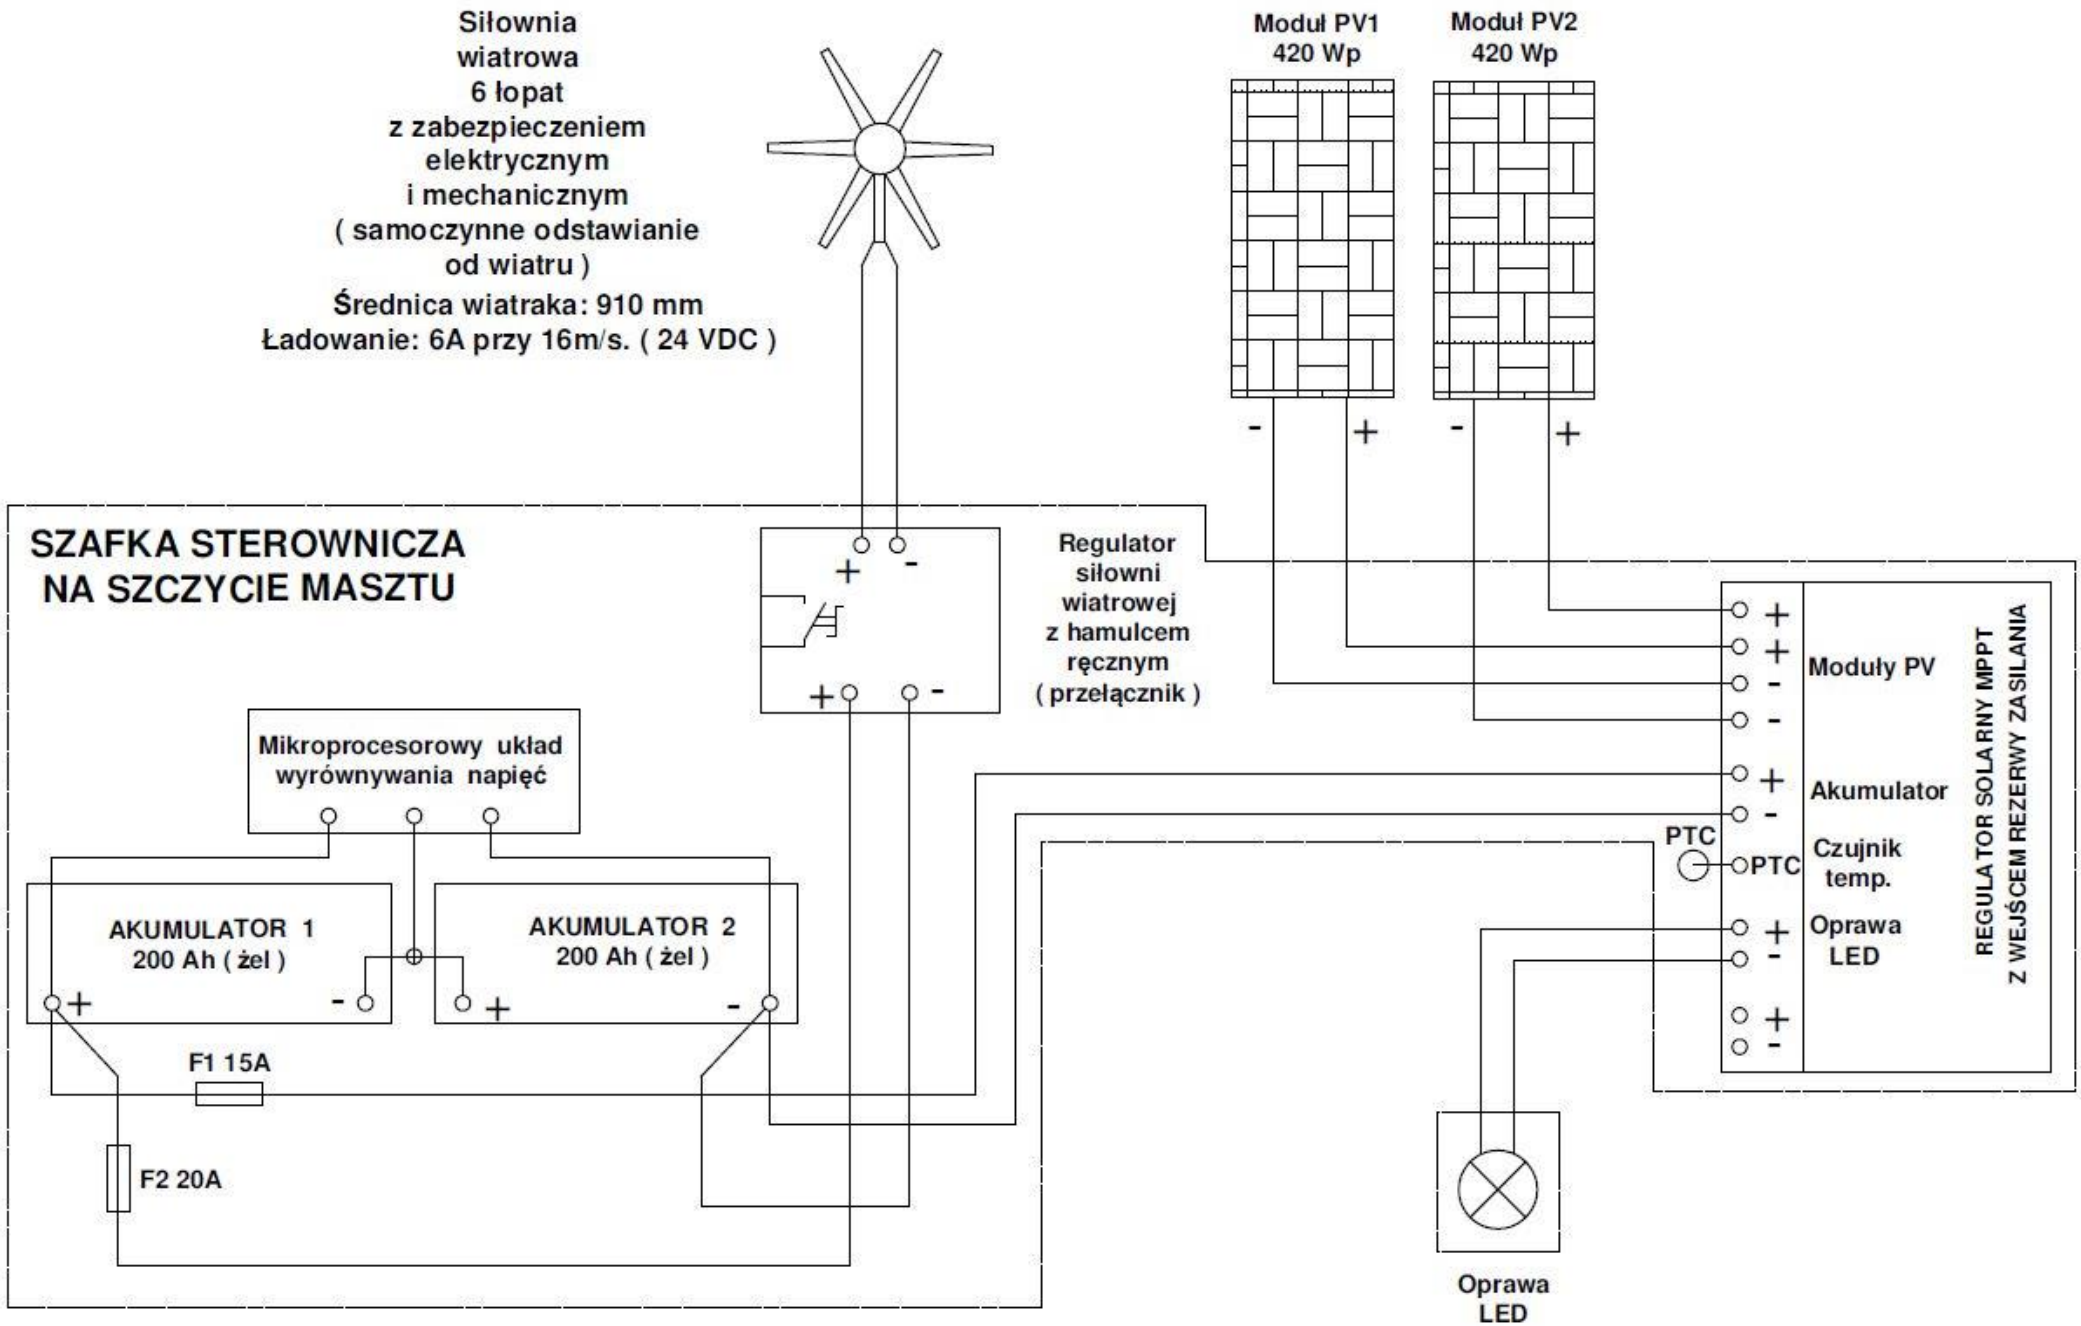 Siłownia
wiatrowa
6 łopat
z zabezpieczeniem
elektrycznym
i mechanicznym
( samoczynne odstawianie
od wiatru )
Średnica wiatraka: 910 mm
Ładowanie: 6A przy 16m/s. ( 24 VDC )
Moduł PV1
420 Wp
Moduł PV2
420 Wp
- +
- +
SZAFKA STEROWNICZA
NA SZCZYCIE MASZTU
+ -
+ -
Regulator
siłowni
wiatrowej
z hamulcem
ręcznym
( przełącznik )
Mikroprocesorowy układ
wyrównywania napięć
AKUMULATOR 1
200 Ah ( żel )
+ -
AKUMULATOR 2
200 Ah ( żel )
+ -
F1 15A
F2 20A
+
+
-
-
Moduły PV
+
-
Akumulator
PTC
PTC
Czujnik
temp.
+
-
Oprawa
LED
+
-
REGULATOR SOLARNY MPPT
Z WEJŚCEM REZERWY ZASILANIA
Oprawa
LED